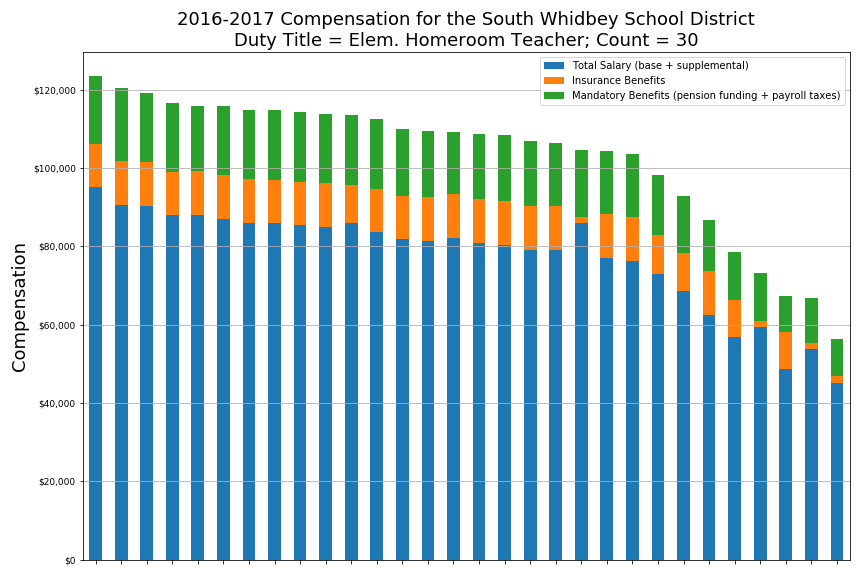 2016-2017 Compensation for the South Whidbey School District
Duty Title = Elem. Homeroom Teacher; Count = 30
Total Salary (base + supplemental)
Insurance Benefits
Mandatory Benefits (pension funding + payroll taxes)
Compensation
$120,000
$100,000
$80,000
$60,000
$40,000
$20,000
$0